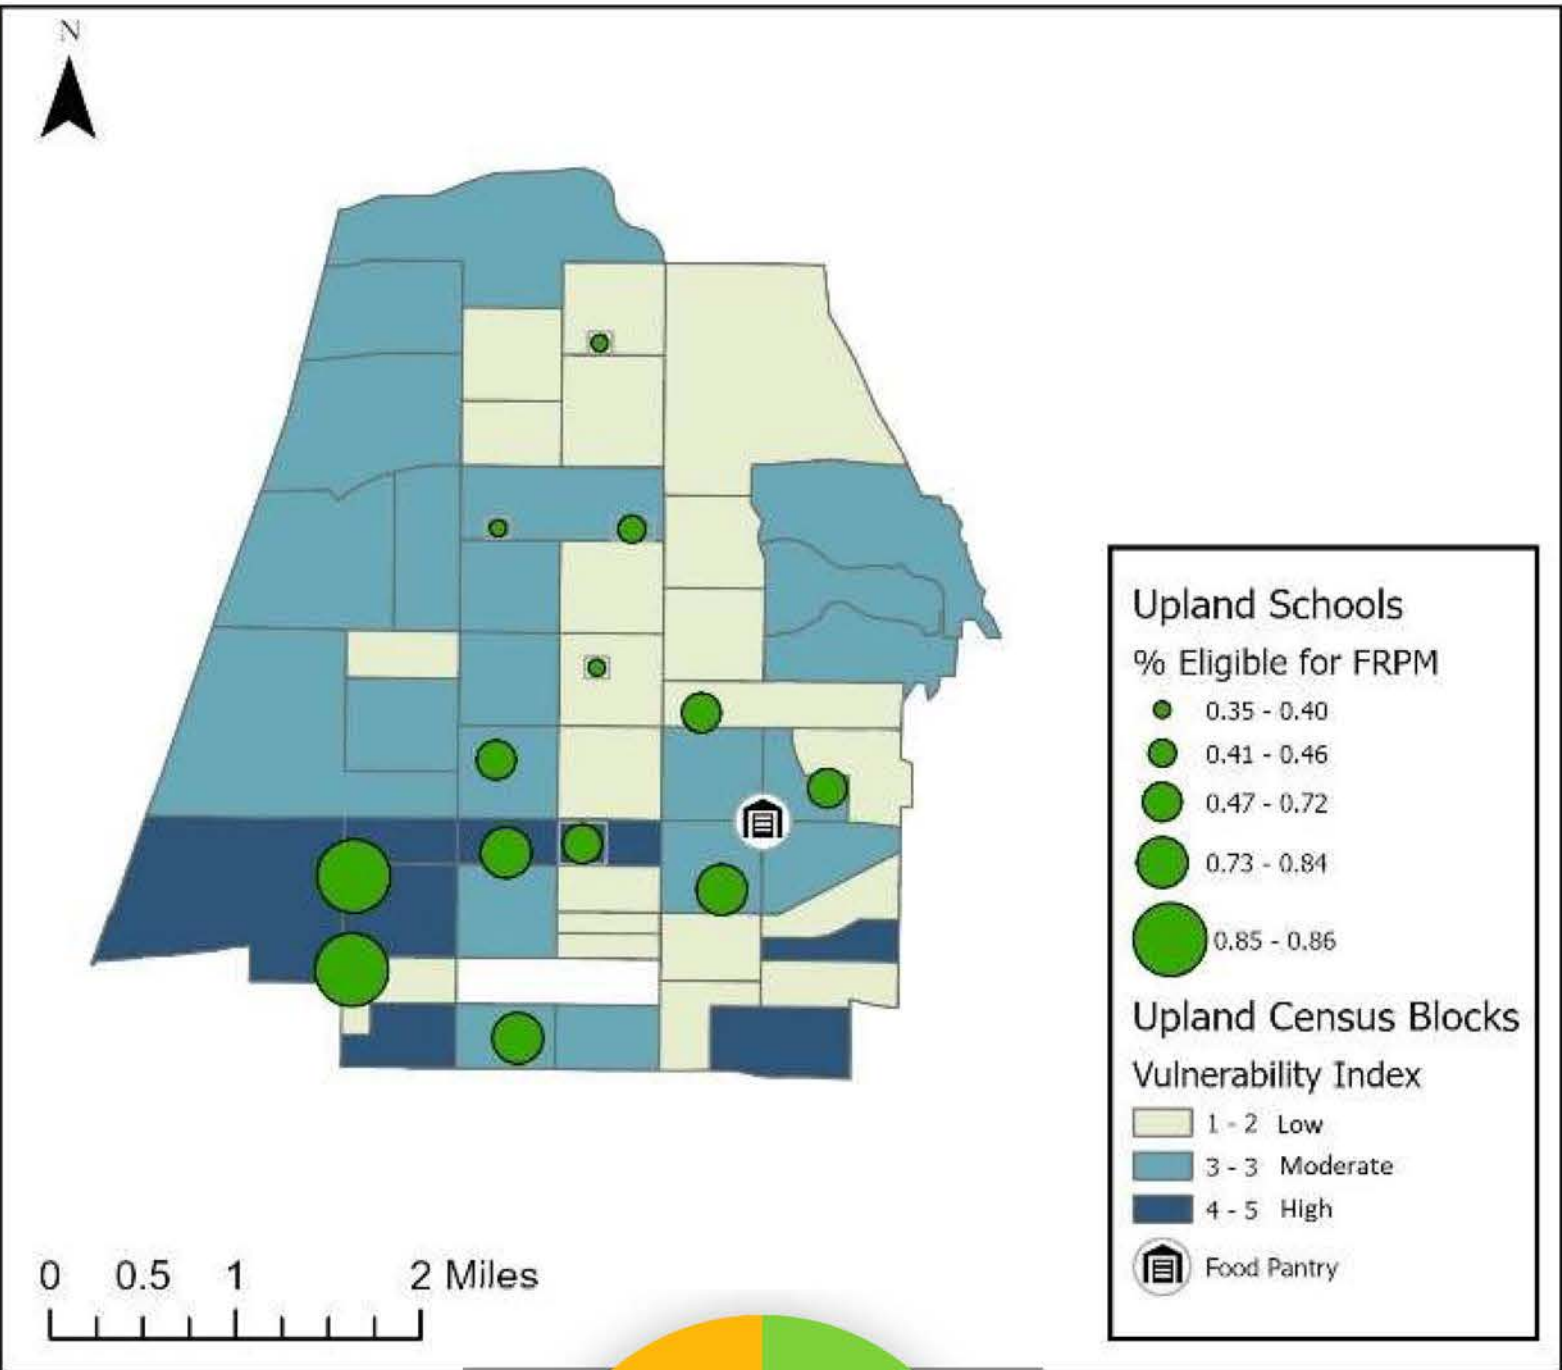 N
Upland Schools
% Eligible for FRPM
0.35 - 0.40
0.41 - 0.46
0.47 - 0.72
0.73 - 0.84
0.85 - 0.86
Upland Census Blocks
Vulnerability Index
1 - 2 Low
3 - 3 Moderate
4 - 5 High
Food Pantry
0 0.5 1 2 Miles